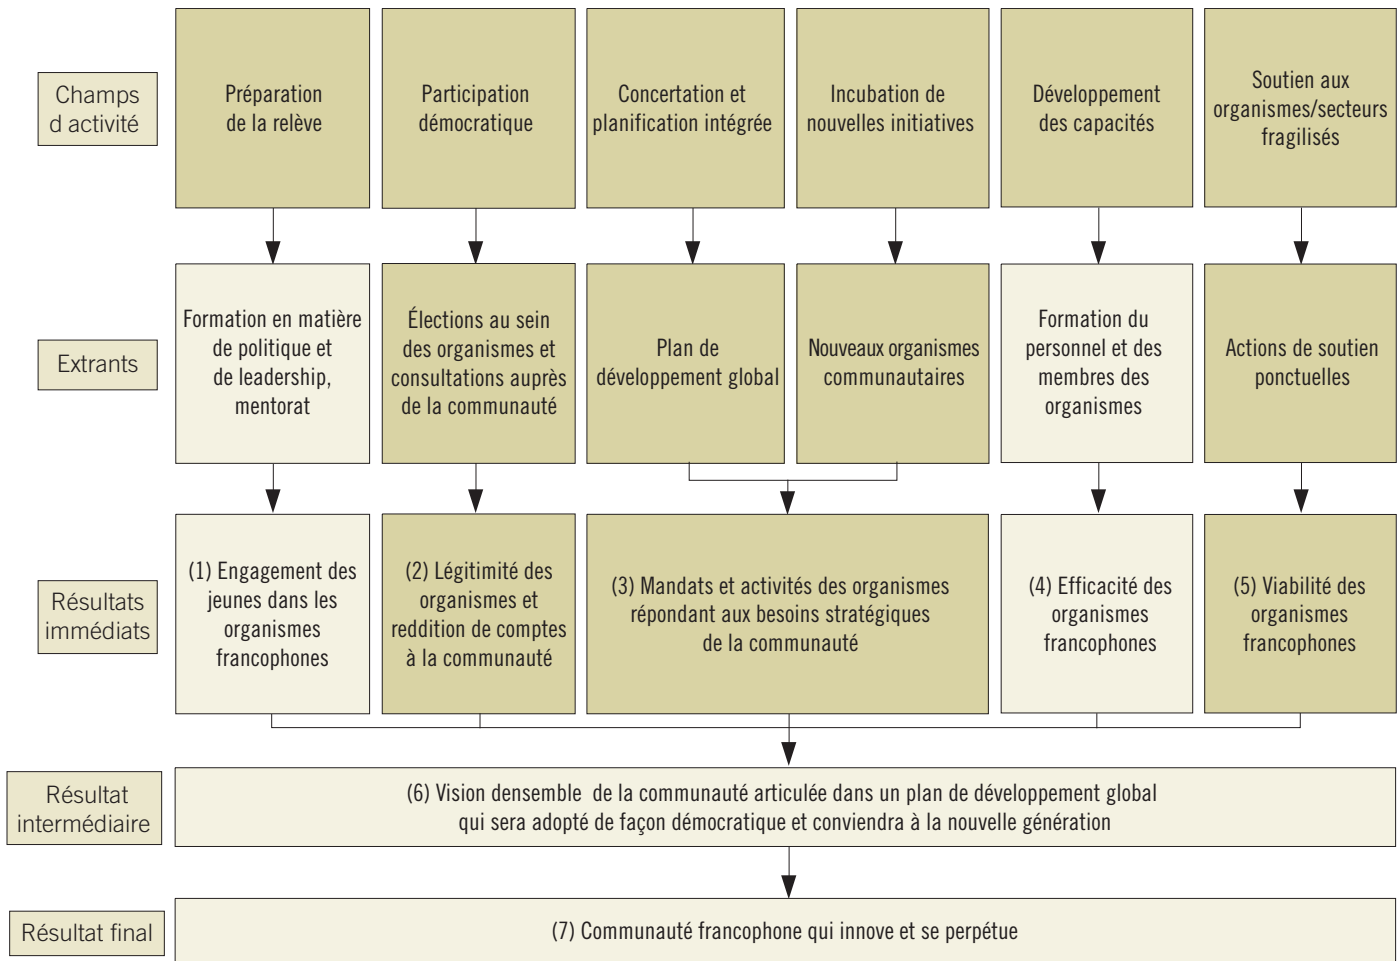 Champs
d activité
Préparation
de la relève
Participation
démocratique
Concertation et
planification intégrée
Incubation de
nouvelles initiatives
Développement
des capacités
Soutien aux
organismes/secteurs
fragilisés
Extrants
Formation en matière
de politique et
de leadership,
mentorat
Élections au sein
des organismes et
consultations auprès
de la communauté
Plan de
développement global
Nouveaux organismes
communautaires
Formation du
personnel et des
membres des
organismes
Actions de soutien
ponctuelles
Résultats
immédiats
(1) Engagement des
jeunes dans les
organismes
francophones
(2) Légitimité des
organismes et
reddition de comptes
à la communauté
(3) Mandats et activités des organismes
répondant aux besoins stratégiques
de la communauté
(4) Efficacité des
organismes
francophones
(5) Viabilité des
organismes
francophones
Résultat
intermédiaire
(6) Vision densemble de la communauté articulée dans un plan de développement global
qui sera adopté de façon démocratique et conviendra à la nouvelle génération
Résultat final
(7) Communauté francophone qui innove et se perpétue